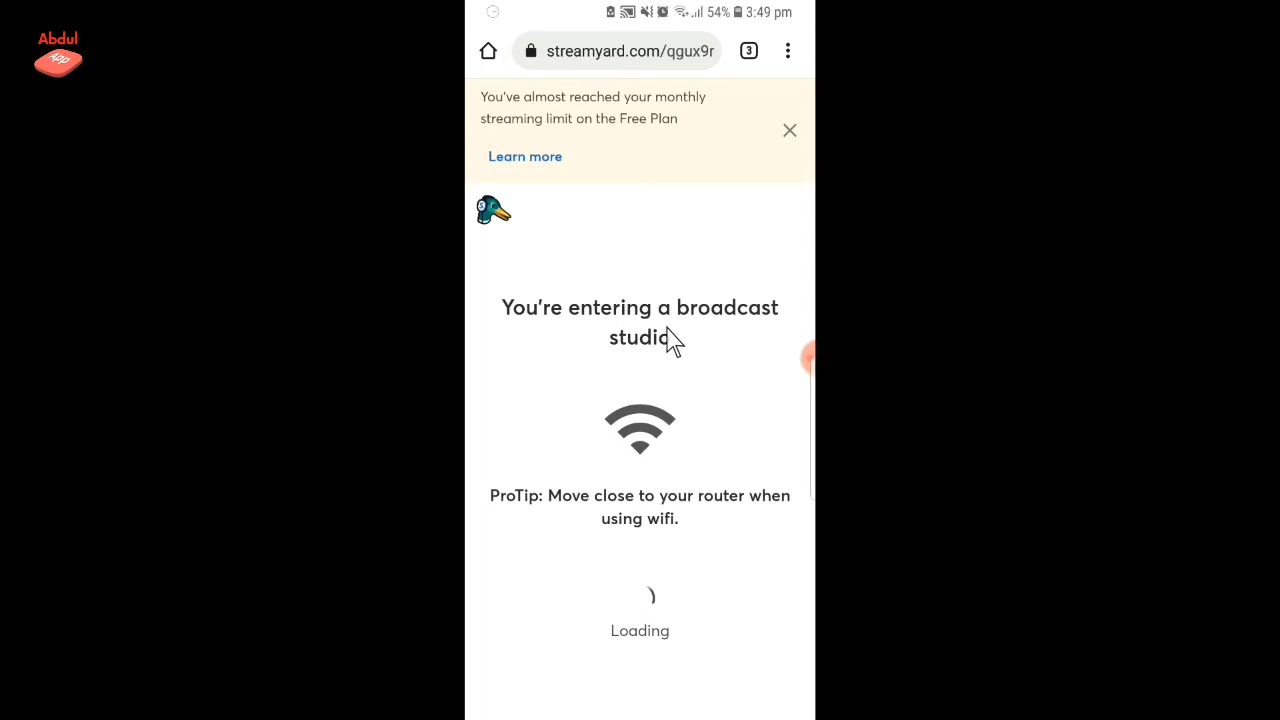 Abdul
APP
54% 3:49 pm
streamyard.com/qgux9r
3
You've almost reached your monthly
streaming limit on the Free Plan
Learn more
S
You're entering a broadcast
studio
ProTip: Move close to your router when
using wifi.
Loading